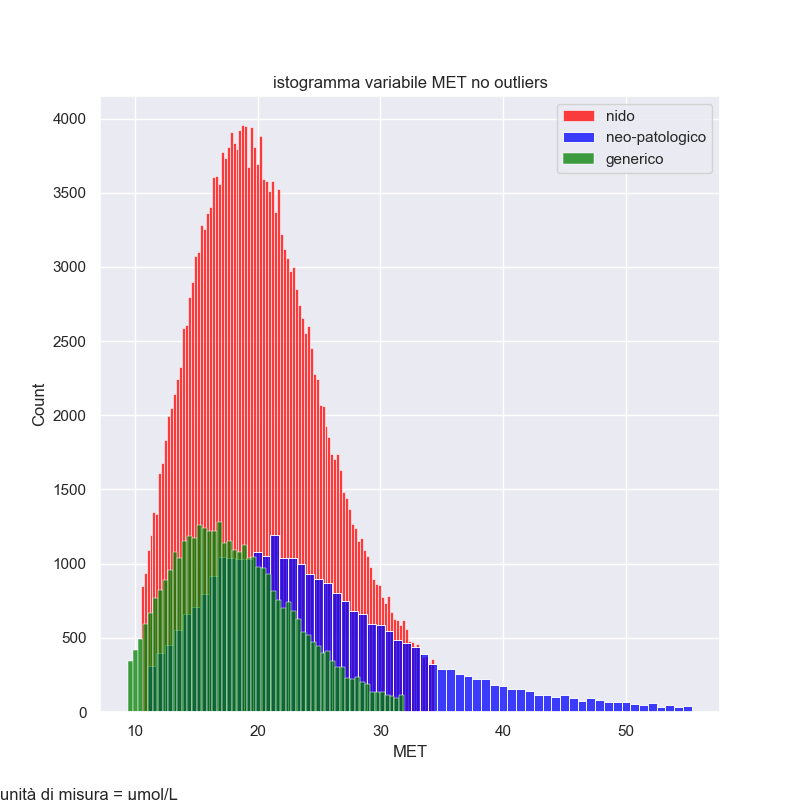 istogramma variabile MET no outliers
nido
neo-patologico
generico
4000
3500
3000
2500
2000
1500
1000
500
0
Count
10 20 30 40 50
MET
unità di misura = μmol/L